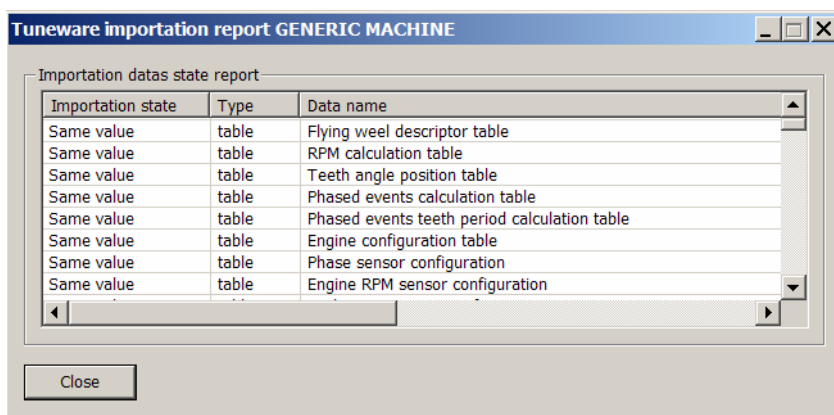 Tuneware importation report GENERIC MACHINE
Importation datas state report
Importation state Type Data name
Same value table Flying weel descriptor table
Same value table RPM calculation table
Same value table Teeth angle position table
Same value table Phased events calculation table
Same value table Phased events teeth period calculation table
Same value table Engine configuration table
Same value table Phase sensor configuration
Same value table Engine RPM sensor configuration
Close